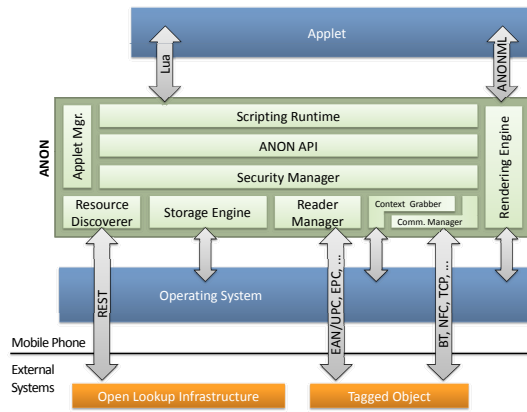 Applet
Lua
ANONML
ANON
Applet Mgr.
Scripting Runtime
ANON API
Security Manager
Rendering Engine
Resource
Discoverer
Storage Engine
Reader
Manager
Context Grabber
Comm. Manager
Operating System
REST
EAN/UPC, EPC, ...
BT, NFC, TCP, ...
Mobile Phone
External
Systems
Open Lookup Infrastructure
Tagged Object